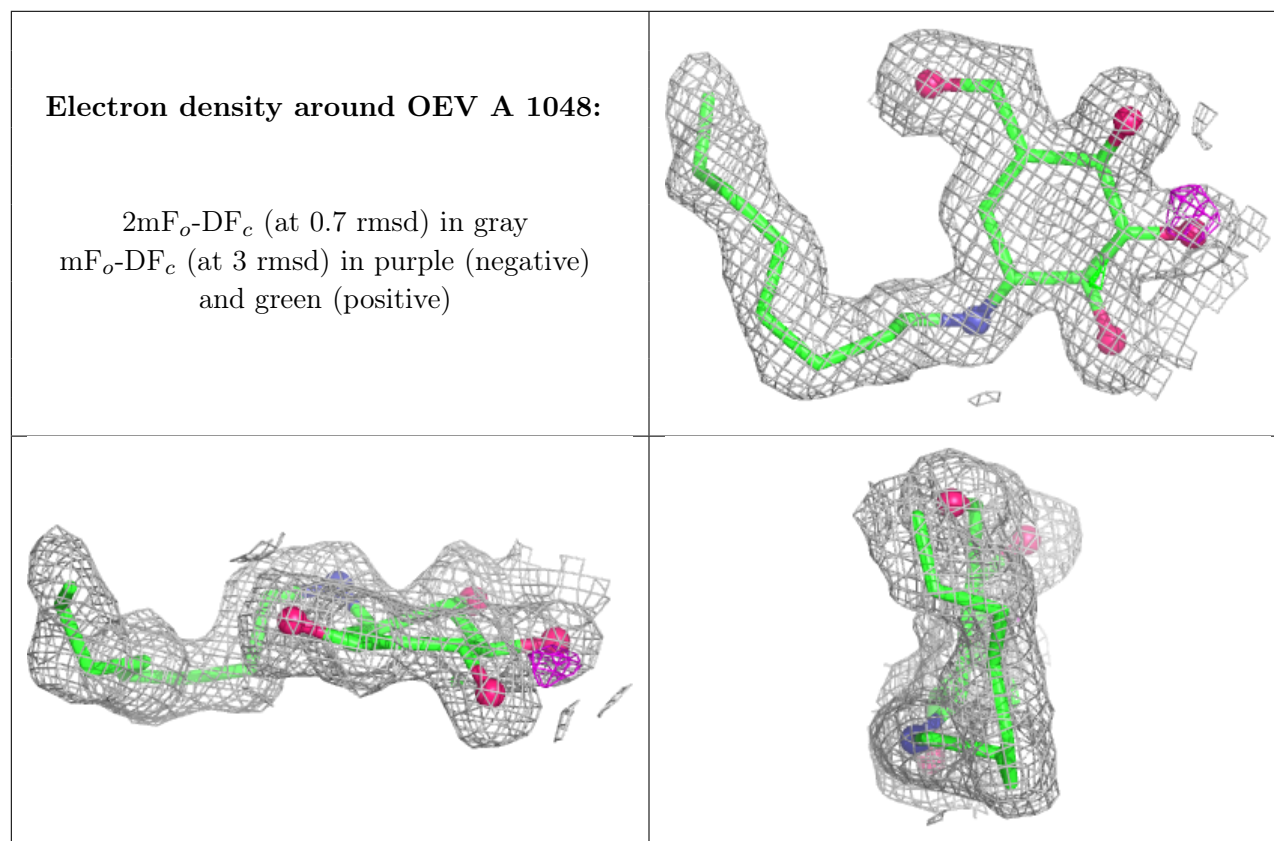 Electron density around OEV A 1048:
2mFₒ-DF𝒸 (at 0.7 rmsd) in gray
mFₒ-DF𝒸 (at 3 rmsd) in purple (negative)
and green (positive)